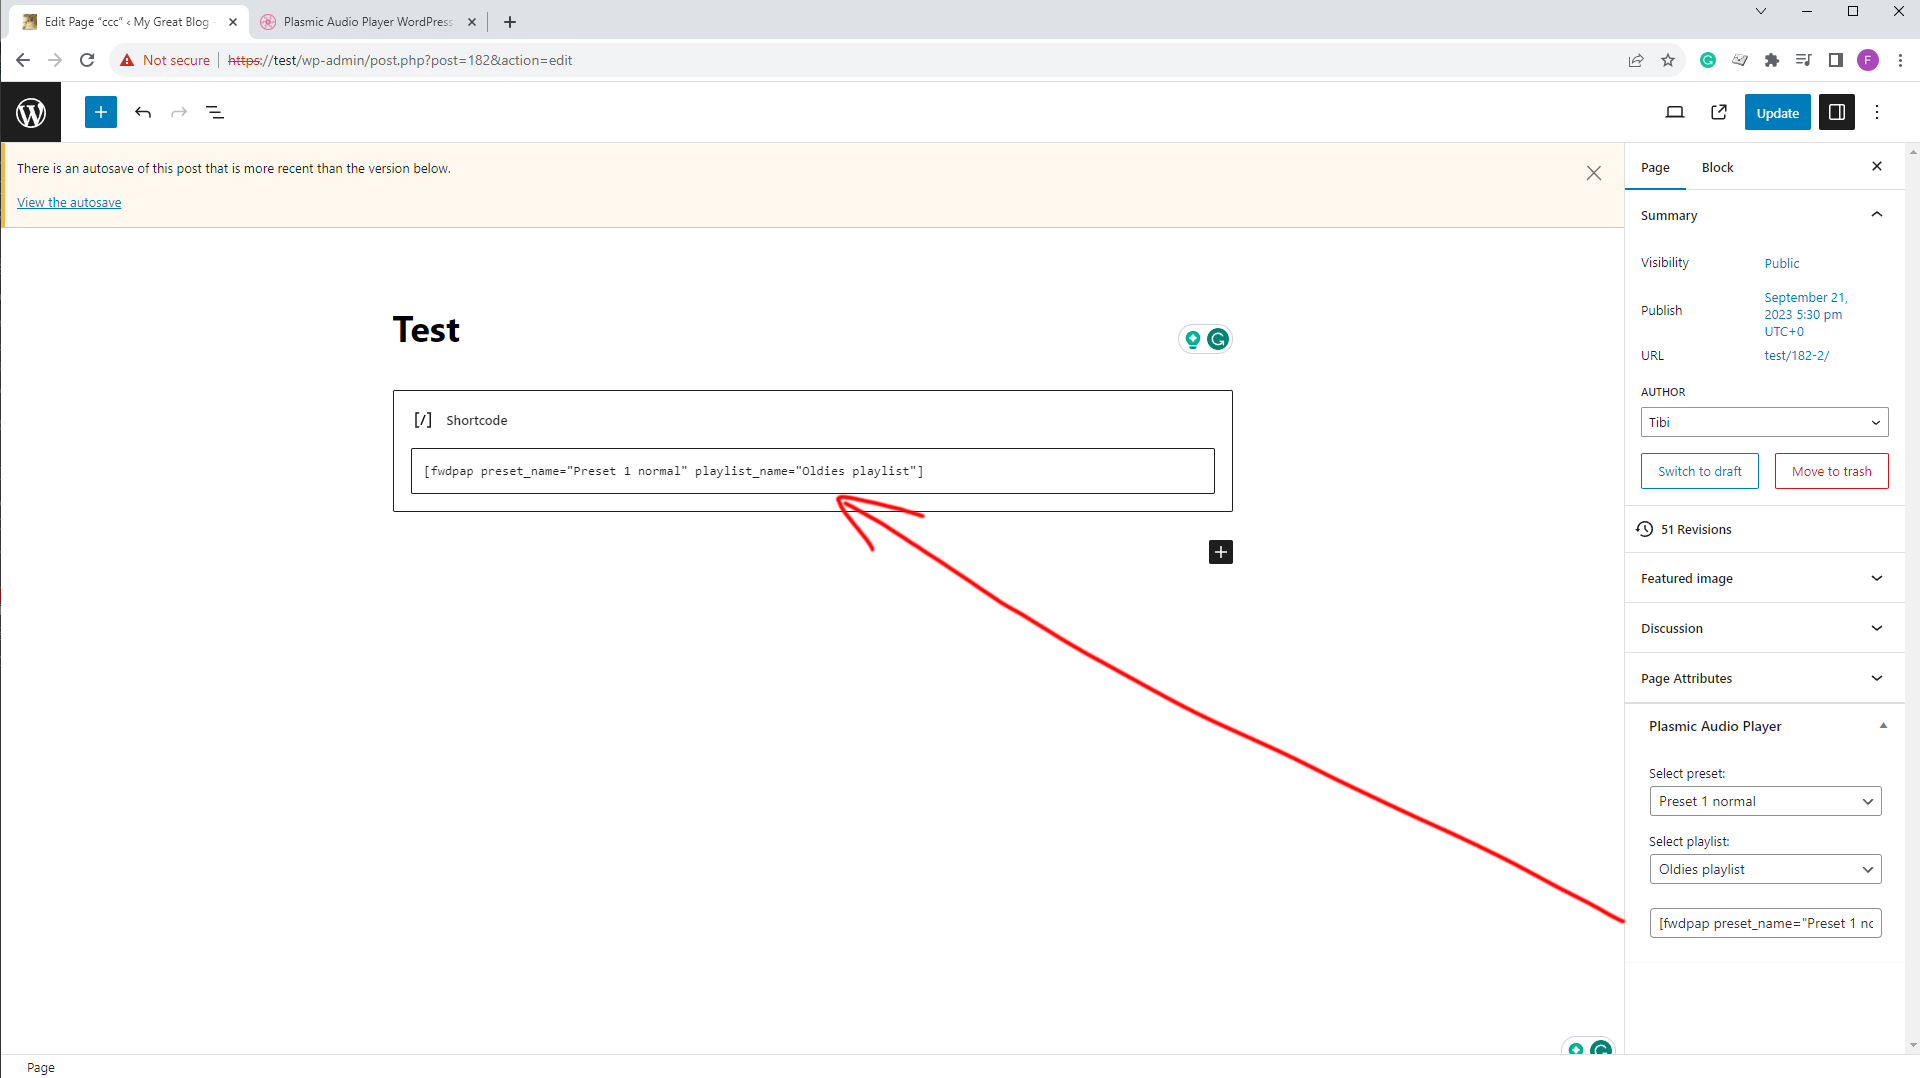 Edit Page “ccc” ‹ My Great Blog
Plasmic Audio Player WordPress
Not secure
https://test/wp-admin/post.php?post=182&action=edit
F
Update
There is an autosave of this post that is more recent than the version below.
View the autosave
Page
Block
Summary
Visibility
Public
Publish
September 21,
2023 5:30 pm
UTC+0
URL
test/182-2/
AUTHOR
Tibi
Switch to draft
Move to trash
51 Revisions
Featured image
Discussion
Page Attributes
Plasmic Audio Player
Select preset:
Preset 1 normal
Select playlist:
Oldies playlist
[fwdpap preset_name="Preset 1 nc
Test
[/] Shortcode
[fwdpap preset_name="Preset 1 normal" playlist_name="Oldies playlist"]
Page